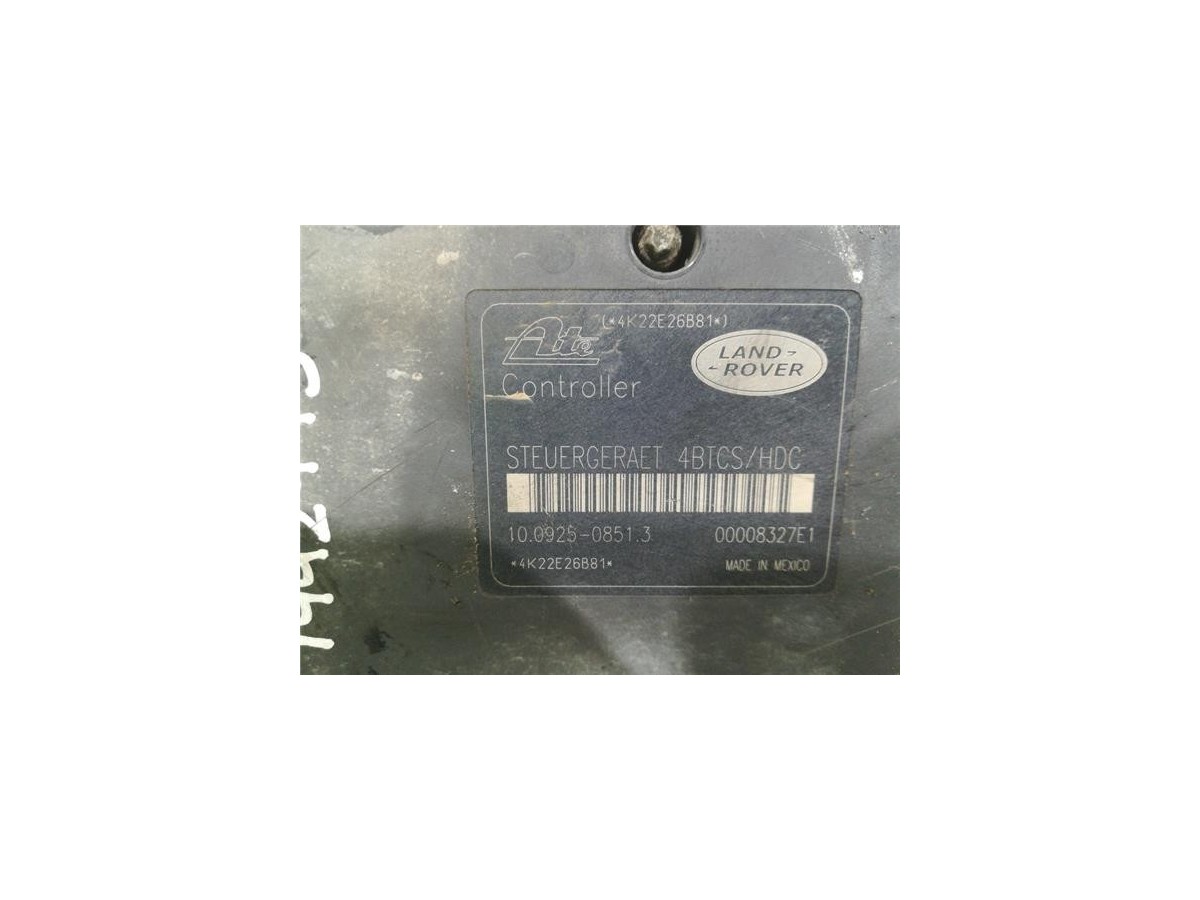 (*4K22E26B81*)
Ate
LAND
ROVER
Controller
STEUERGERAET 4BTCS/HDC
10.0925-0851.3 00008327E1
*4K22E26B81*
MADE IN MEXICO